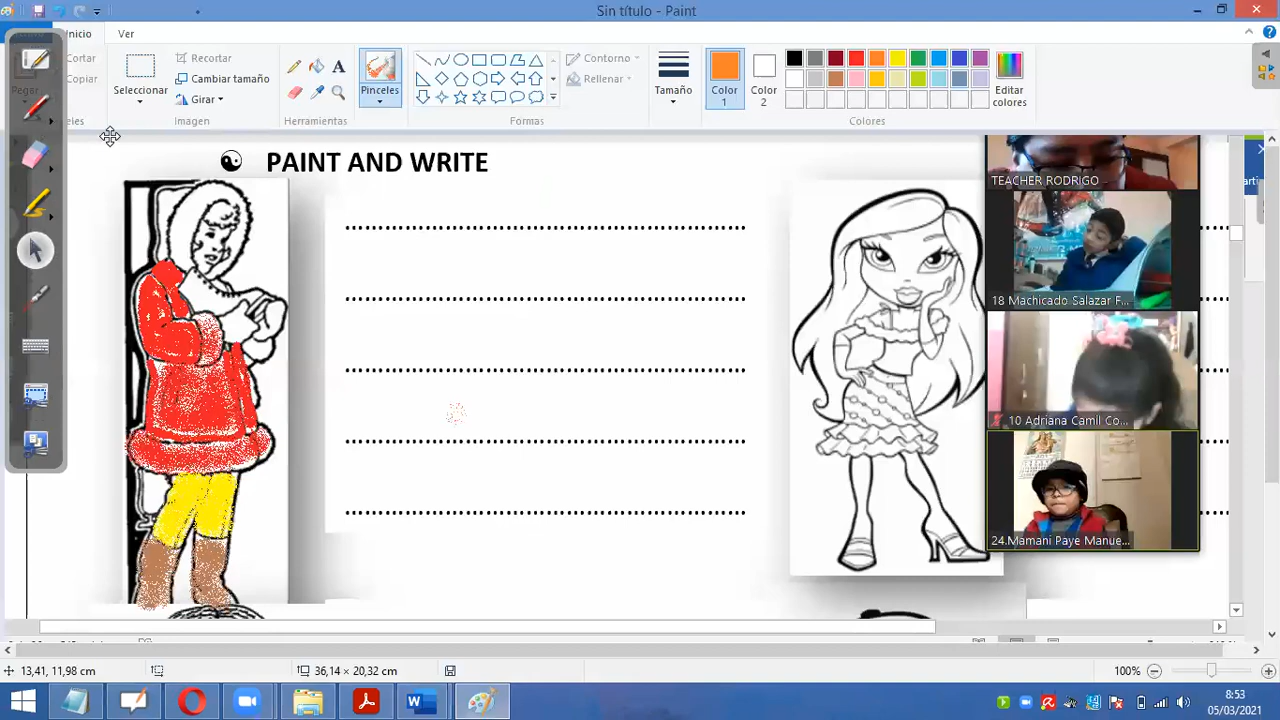 Sin título - Paint
Inicio
Ver
Cortar
Copiar
Pegar
Seleccionar
Recortar
Cambiar tamaño
Girar
Imagen
Herramientas
Pinceles
Contorno
Rellenar
Formas
Tamaño
Color 1
Color 2
Editar colores
Colores
PAINT AND WRITE
TEACHER RODRIGO
18 Machicado Salazar F...
10 Adriana Camil Co...
24.Mamani Paye Manue...
13,41, 11,98 cm
36,14 × 20,32 cm
100%
8:53
05/03/2021